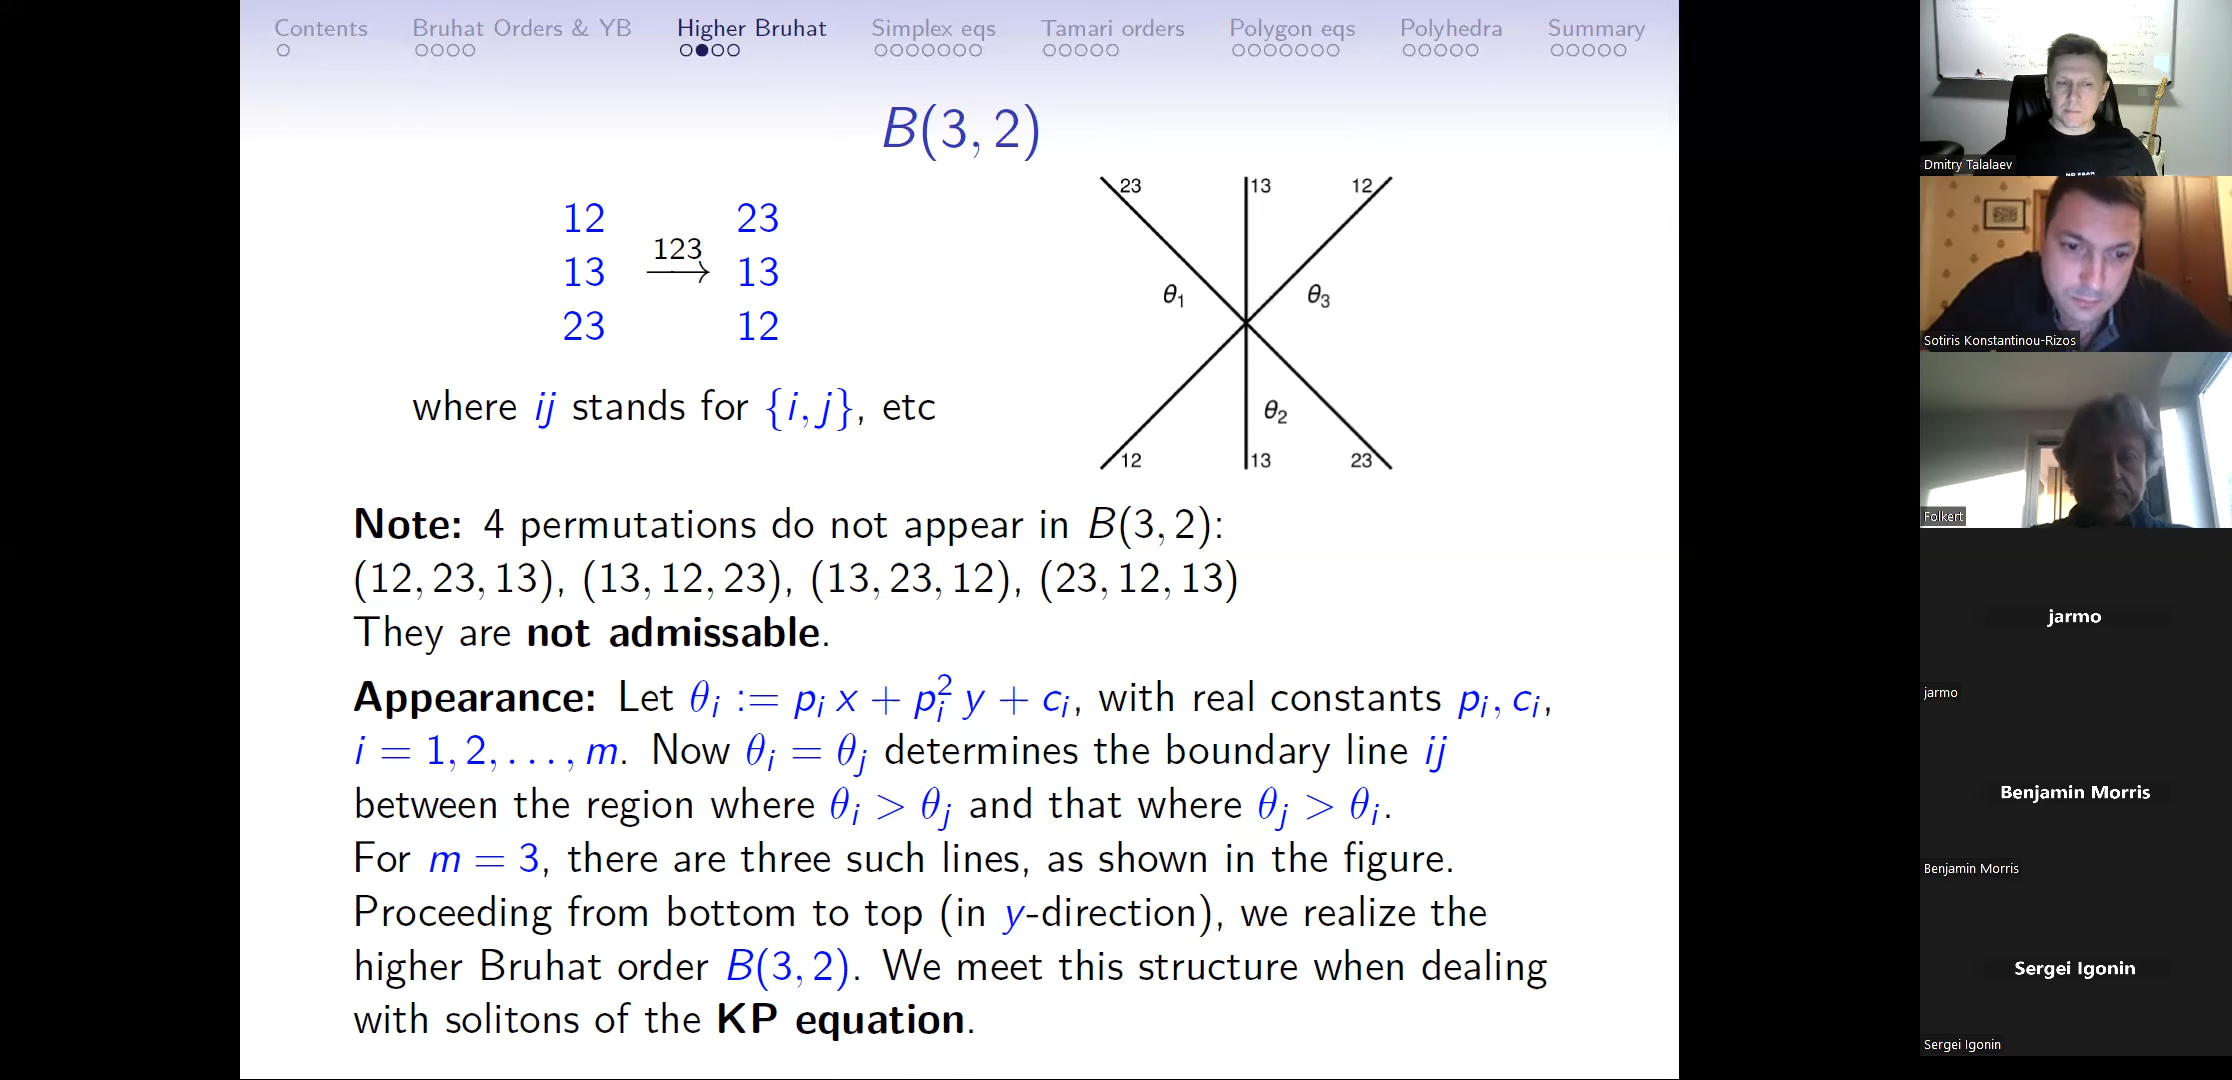 Contents Bruhat Orders & YB Higher Bruhat Simplex eqs Tamari orders Polygon eqs Polyhedra Summary
B(3, 2)
12 23
123
13 → 13
23 12
where ij stands for {i, j}, etc
23 13 12
θ₁ θ₃
θ₂
12 13 23
Note: 4 permutations do not appear in B(3, 2):
(12, 23, 13), (13, 12, 23), (13, 23, 12), (23, 12, 13)
They are not admissable.
Appearance: Let θᵢ := pᵢ x + pᵢ² y + cᵢ, with real constants pᵢ, cᵢ,
i = 1, 2, . . . , m. Now θᵢ = θⱼ determines the boundary line ij
between the region where θᵢ > θⱼ and that where θⱼ > θᵢ.
For m = 3, there are three such lines, as shown in the figure.
Proceeding from bottom to top (in y-direction), we realize the
higher Bruhat order B(3, 2). We meet this structure when dealing
with solitons of the KP equation.
Dmitry Talalaev
Sotiris Konstantinou-Rizos
Folkert
jarmo
jarmo
Benjamin Morris
Benjamin Morris
Sergei Igonin
Sergei Igonin